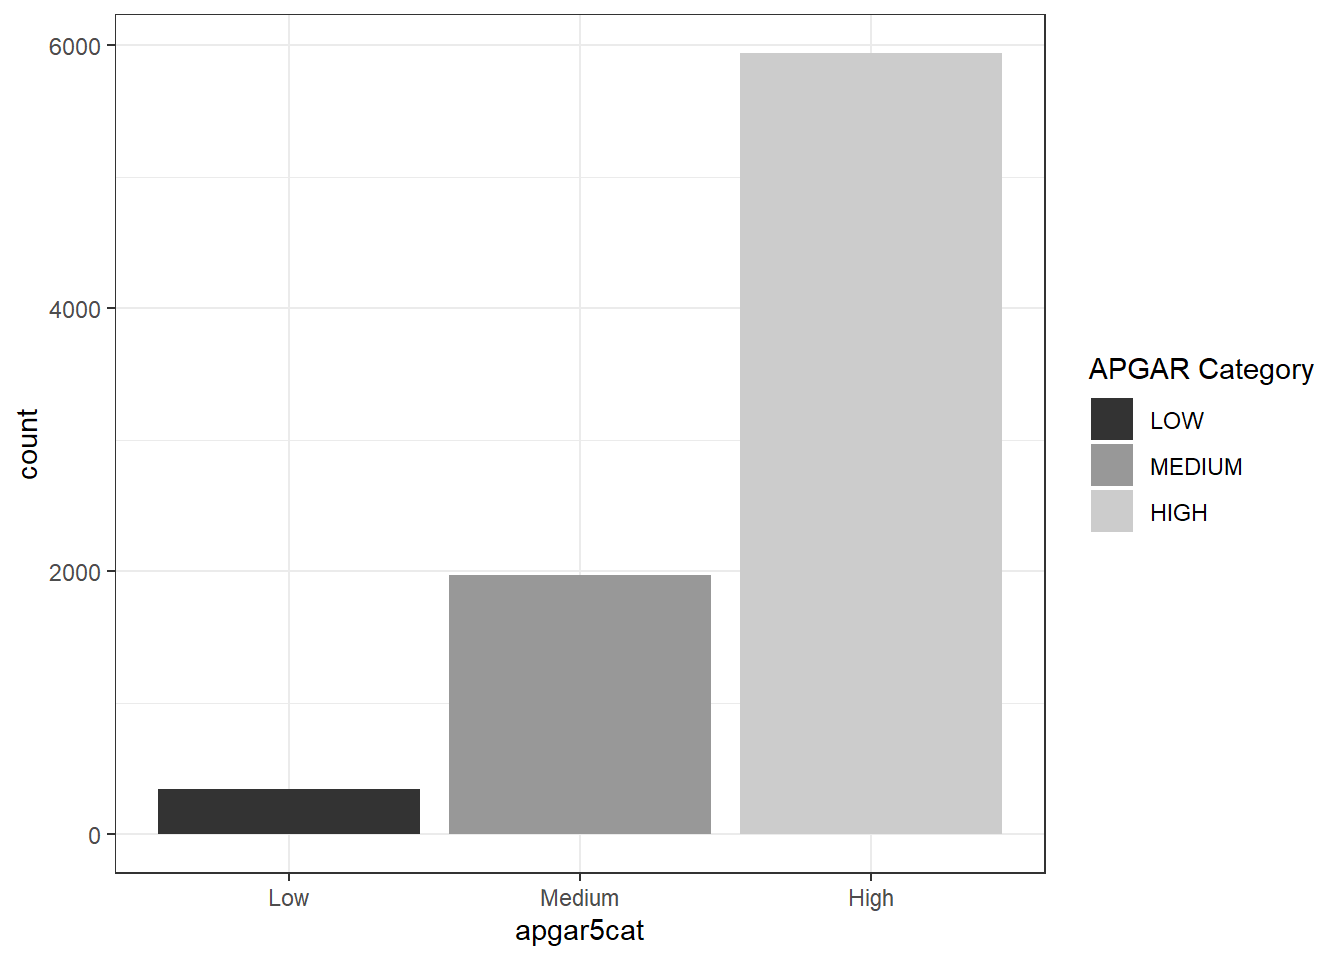 count
6000
4000
2000
0
Low Medium High
apgar5cat
APGAR Category
LOW
MEDIUM
HIGH